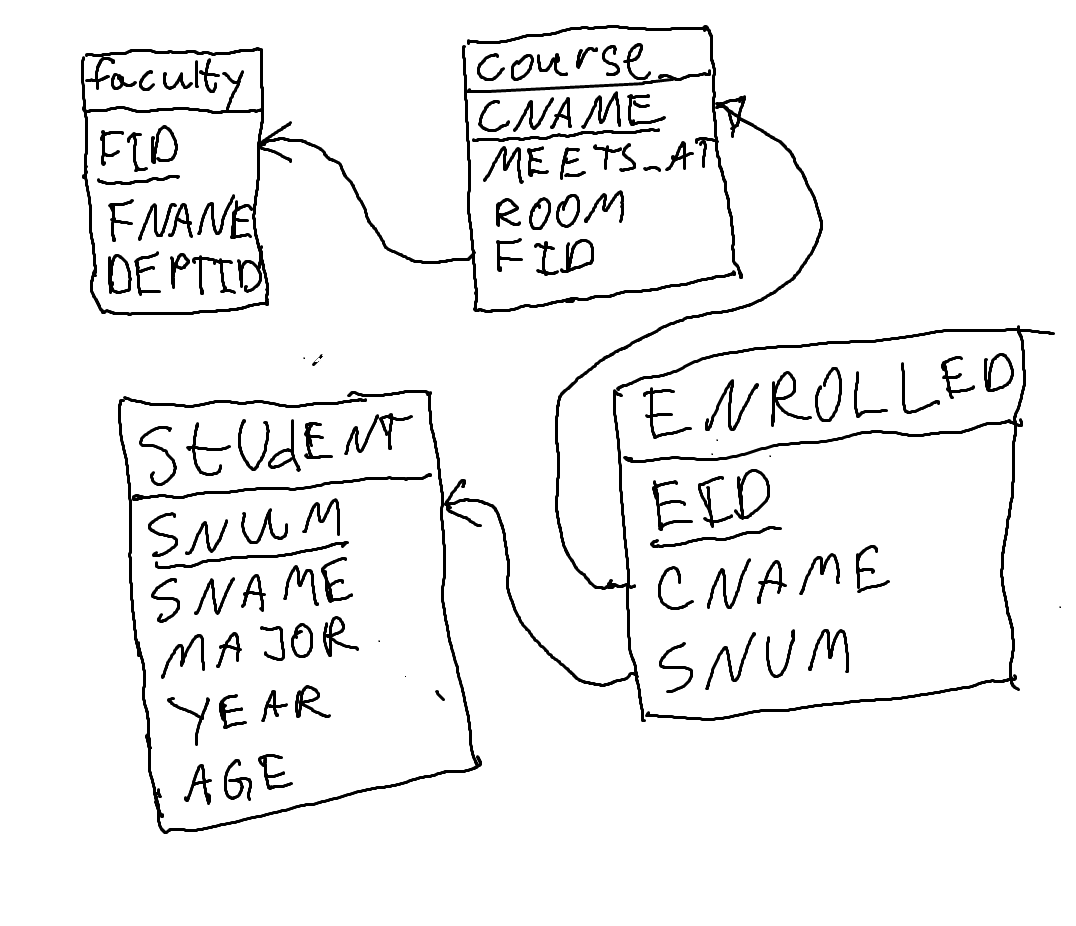 faculty
FID
FNANE
DEPTID
course
CNAME
MEETS_AT
ROOM
FID
StUdENT
SNUM
SNAME
MAJOR
YEAR
AGE
ENROLLED
EID
CNAME
SNUM